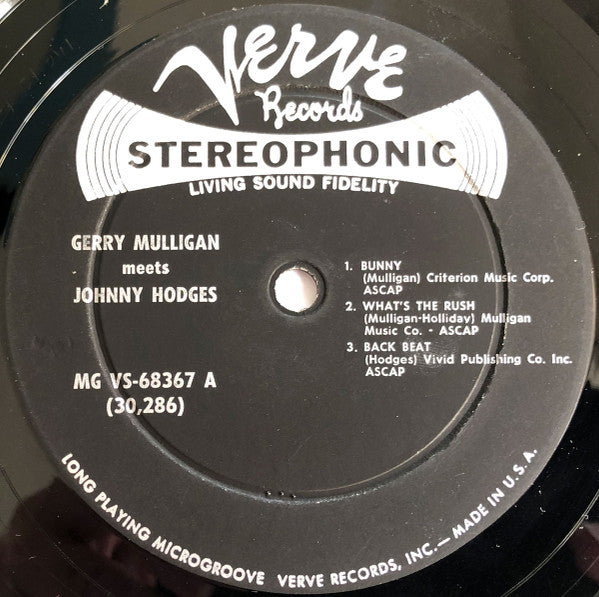 Verve
Records
STEREOPHONIC
LIVING SOUND FIDELITY
GERRY MULLIGAN
meets
JOHNNY HODGES
MG VS-68367 A
(30,286)
1. BUNNY
(Mulligan) Criterion Music Corp.
ASCAP
2. WHAT'S THE RUSH
(Mulligan-Holliday) Mulligan
Music Co. - ASCAP
3. BACK BEAT
(Hodges) Vivid Publishing Co. Inc.
ASCAP
LONG PLAYING MICROGROOVE VERVE RECORDS, INC.— MADE IN U.S.A.